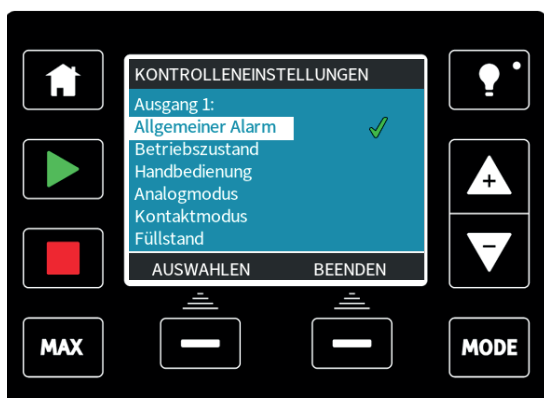 KONTROLLENEINSTELLUNGEN
Ausgang 1:
Allgemeiner Alarm
Betriebszustand
Handbedienung
Analogmodus
Kontaktmodus
Füllstand
AUSWAHLEN BEENDEN
+
-
MAX
MODE